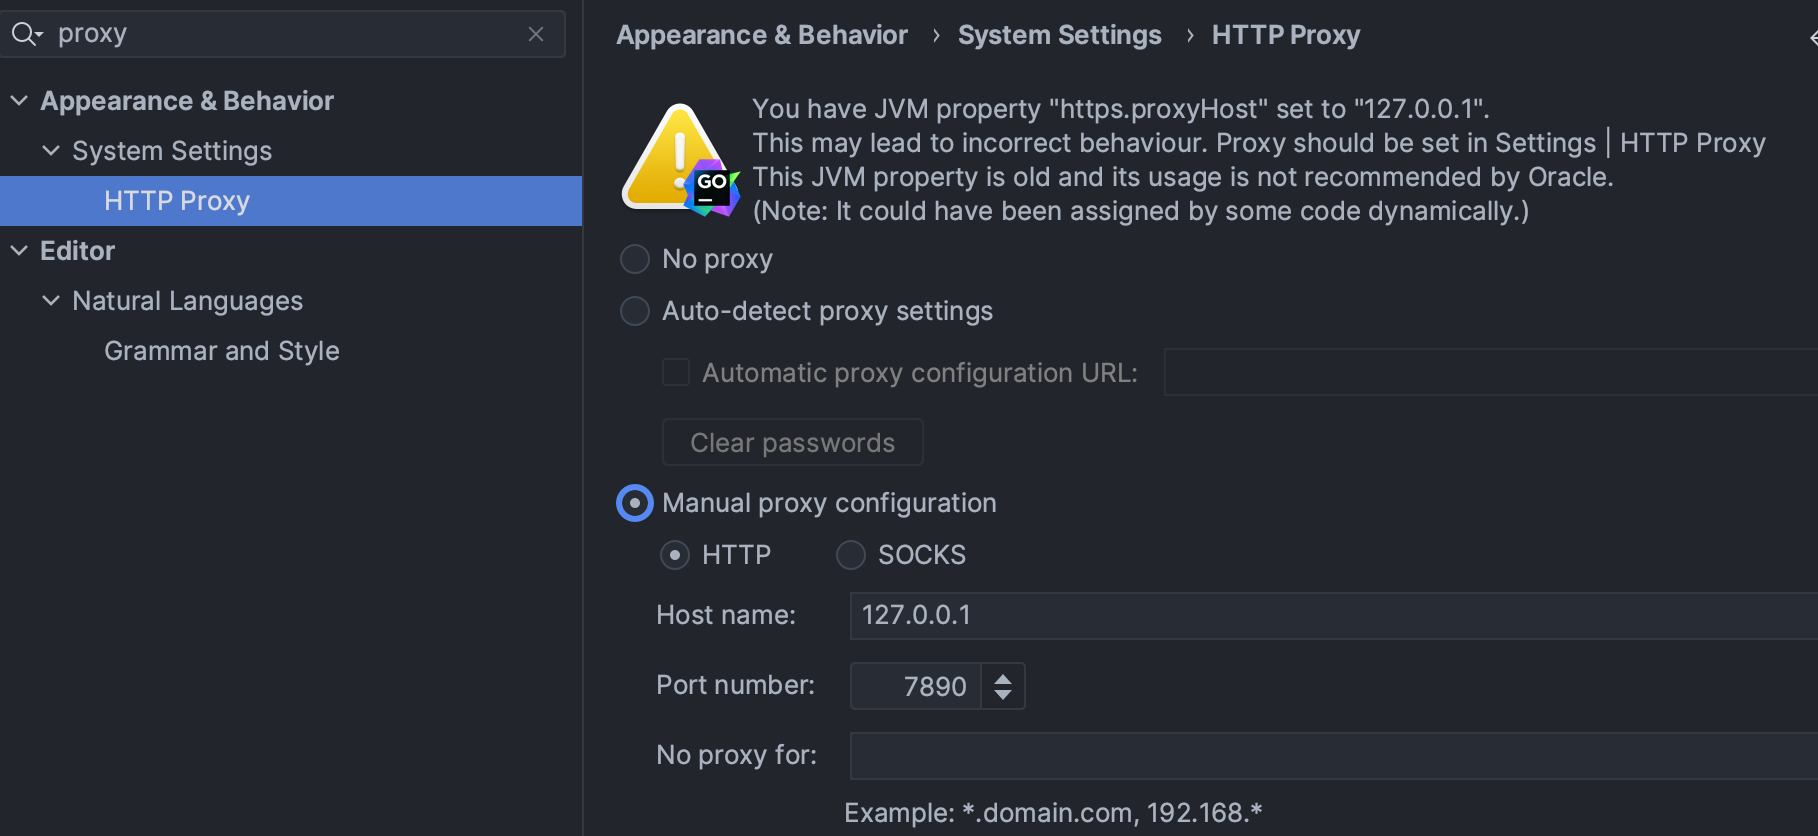 proxy
Appearance & Behavior
System Settings
HTTP Proxy
Editor
Natural Languages
Grammar and Style
Appearance & Behavior › System Settings › HTTP Proxy
You have JVM property "https.proxyHost" set to "127.0.0.1".
This may lead to incorrect behaviour. Proxy should be set in Settings | HTTP Proxy
This JVM property is old and its usage is not recommended by Oracle.
(Note: It could have been assigned by some code dynamically.)
GO
No proxy
Auto-detect proxy settings
Automatic proxy configuration URL:
Clear passwords
Manual proxy configuration
HTTP SOCKS
Host name: 127.0.0.1
Port number: 7890
No proxy for:
Example: *.domain.com, 192.168.*